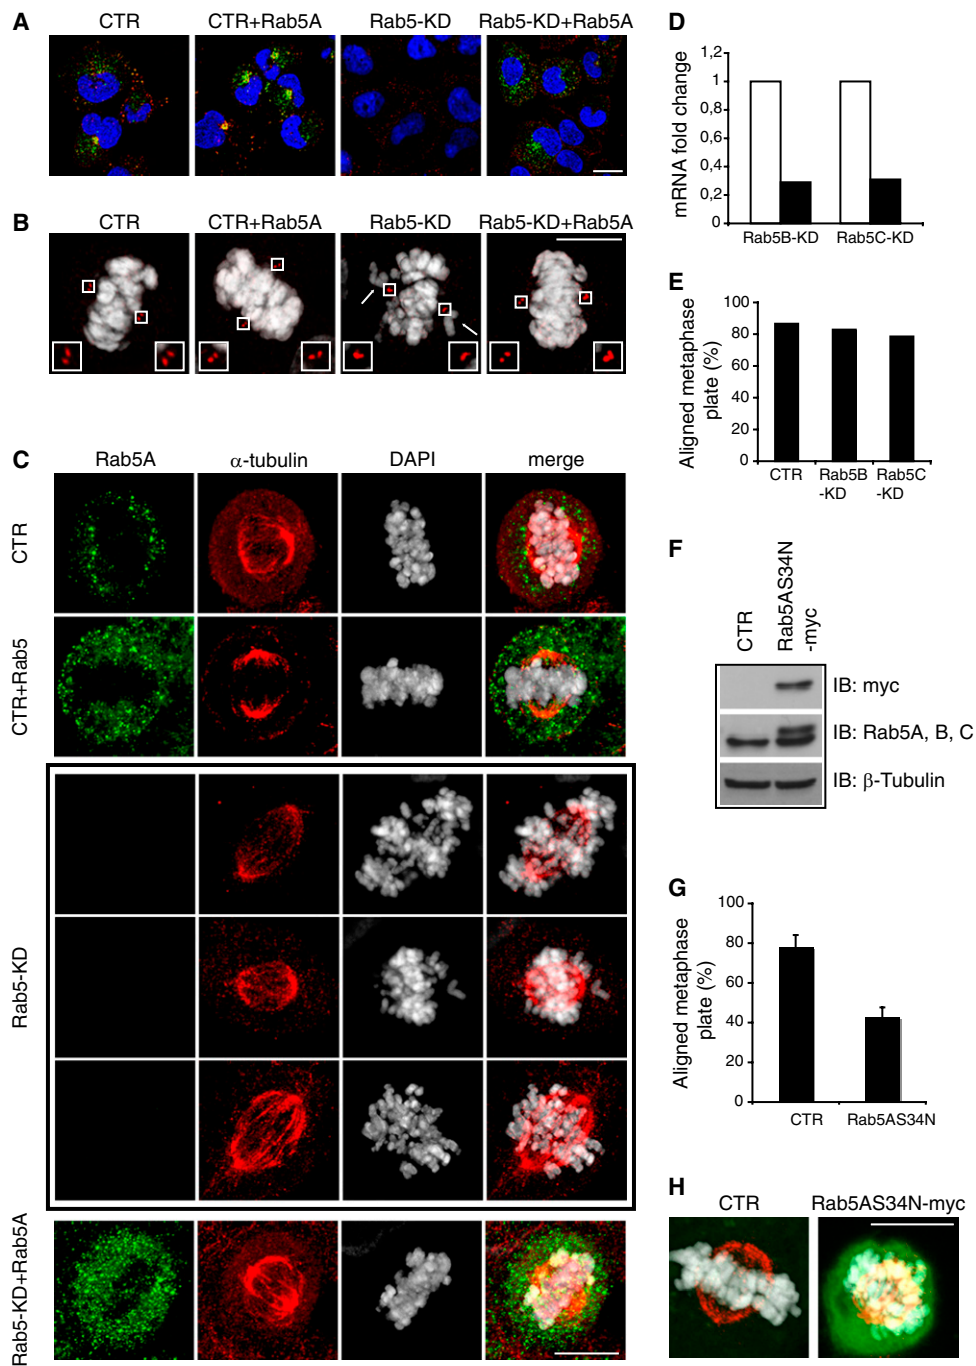 A
CTR CTR+Rab5A Rab5-KD Rab5-KD+Rab5A
B
CTR CTR+Rab5A Rab5-KD Rab5-KD+Rab5A
C
Rab5A α-tubulin DAPI merge
CTR
CTR+Rab5
Rab5-KD
Rab5-KD+Rab5A
D
mRNA fold change
1,2
1
0,8
0,6
0,4
0,2
0
Rab5B-KD Rab5C-KD
E
Aligned metaphase
plate (%)
100
80
60
40
20
0
CTR Rab5B Rab5C
-KD -KD
F
CTR
Rab5AS34N
-myc
IB: myc
IB: Rab5A, B, C
IB: β-Tubulin
G
Aligned metaphase
plate (%)
100
80
60
40
20
0
CTR Rab5AS34N
H
CTR Rab5AS34N-myc